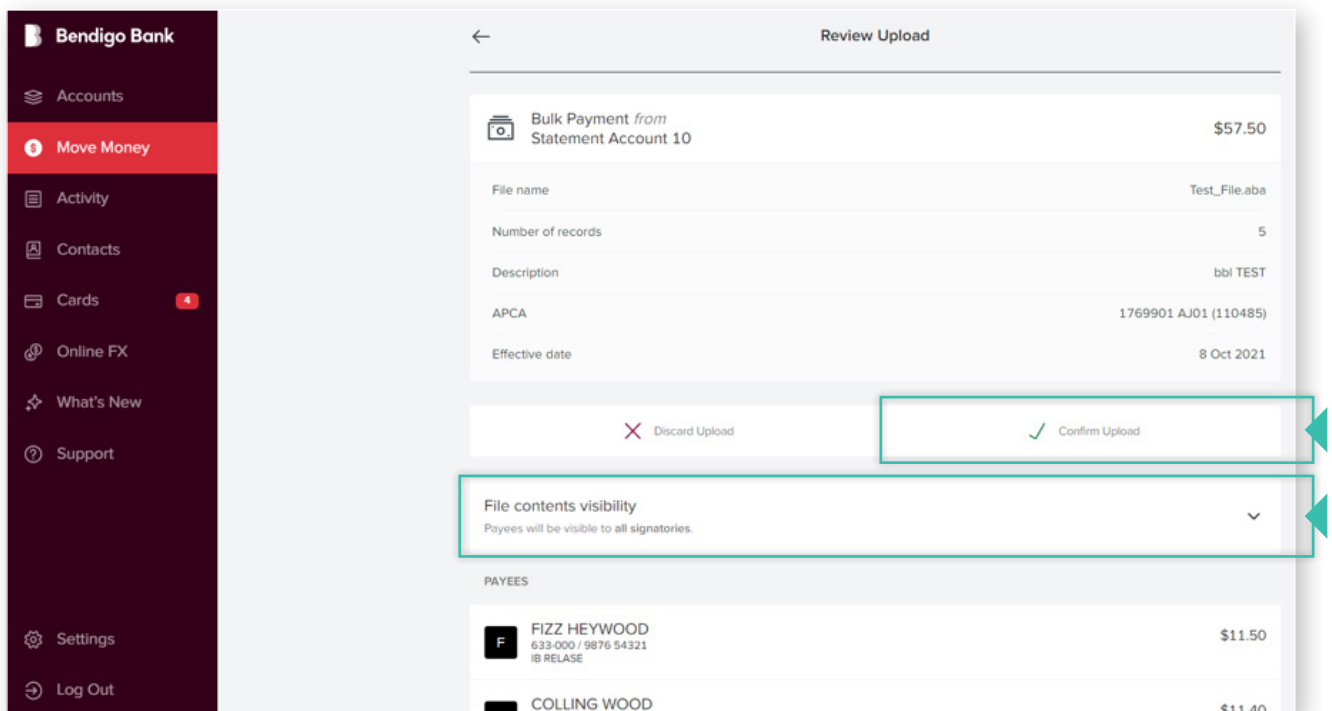 Bendigo Bank
Accounts
Move Money
Activity
Contacts
Cards 4
Online FX
What's New
Support
Settings
Log Out
Review Upload
Bulk Payment from
Statement Account 10
$57.50
File name Test_File.aba
Number of records 5
Description bbl TEST
APCA 1769901 AJ01 (110485)
Effective date 8 Oct 2021
Discard Upload Confirm Upload
File contents visibility
Payees will be visible to all signatories.
PAYEES
FIZZ HEYWOOD
F
633-000 / 9876 54321
IB RELASE
$11.50
COLLING WOOD
$11.40